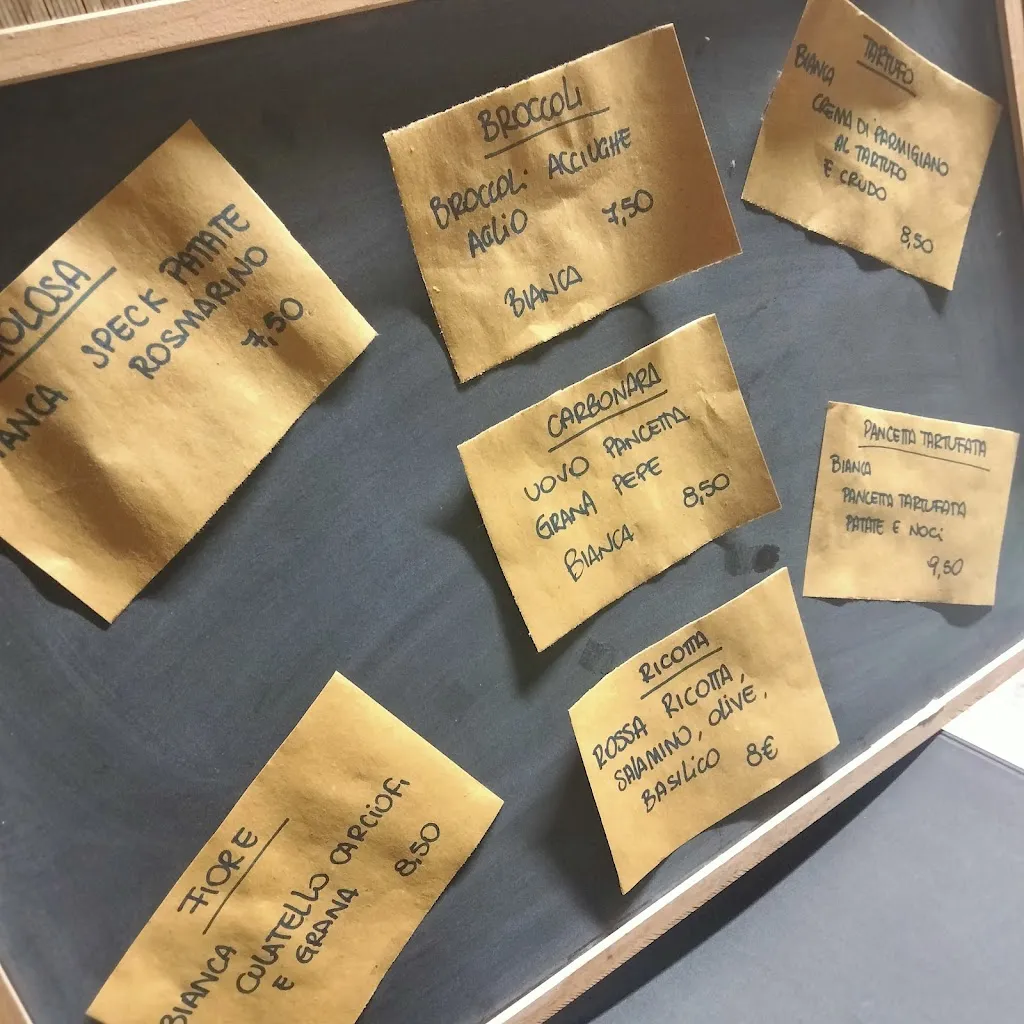 SPECK PATATE
ROSMARINO
7,50
BROCCOLI
BROCCOLI ACCIUGHE
AGLIO 7,50
BIANCA
TARTUFO
BIANCA
CREMA DI PARMIGIANO
AL TARTUFO
E CRUDO
8,50
CARBONARA
UOVO PANCETTA
GRANA PEPE
8,50
BIANCA
PANCETTA TARTUFATA
BIANCA
PANCETTA TARTUFATA
PATATE E NOCI
9,50
RICOTTA
ROSSA RICOTTA,
SALAMINO, OLIVE,
BASILICO 8€
FIORE
BIANCA
CULATELLO CARCIOFI
E GRANA 8,50